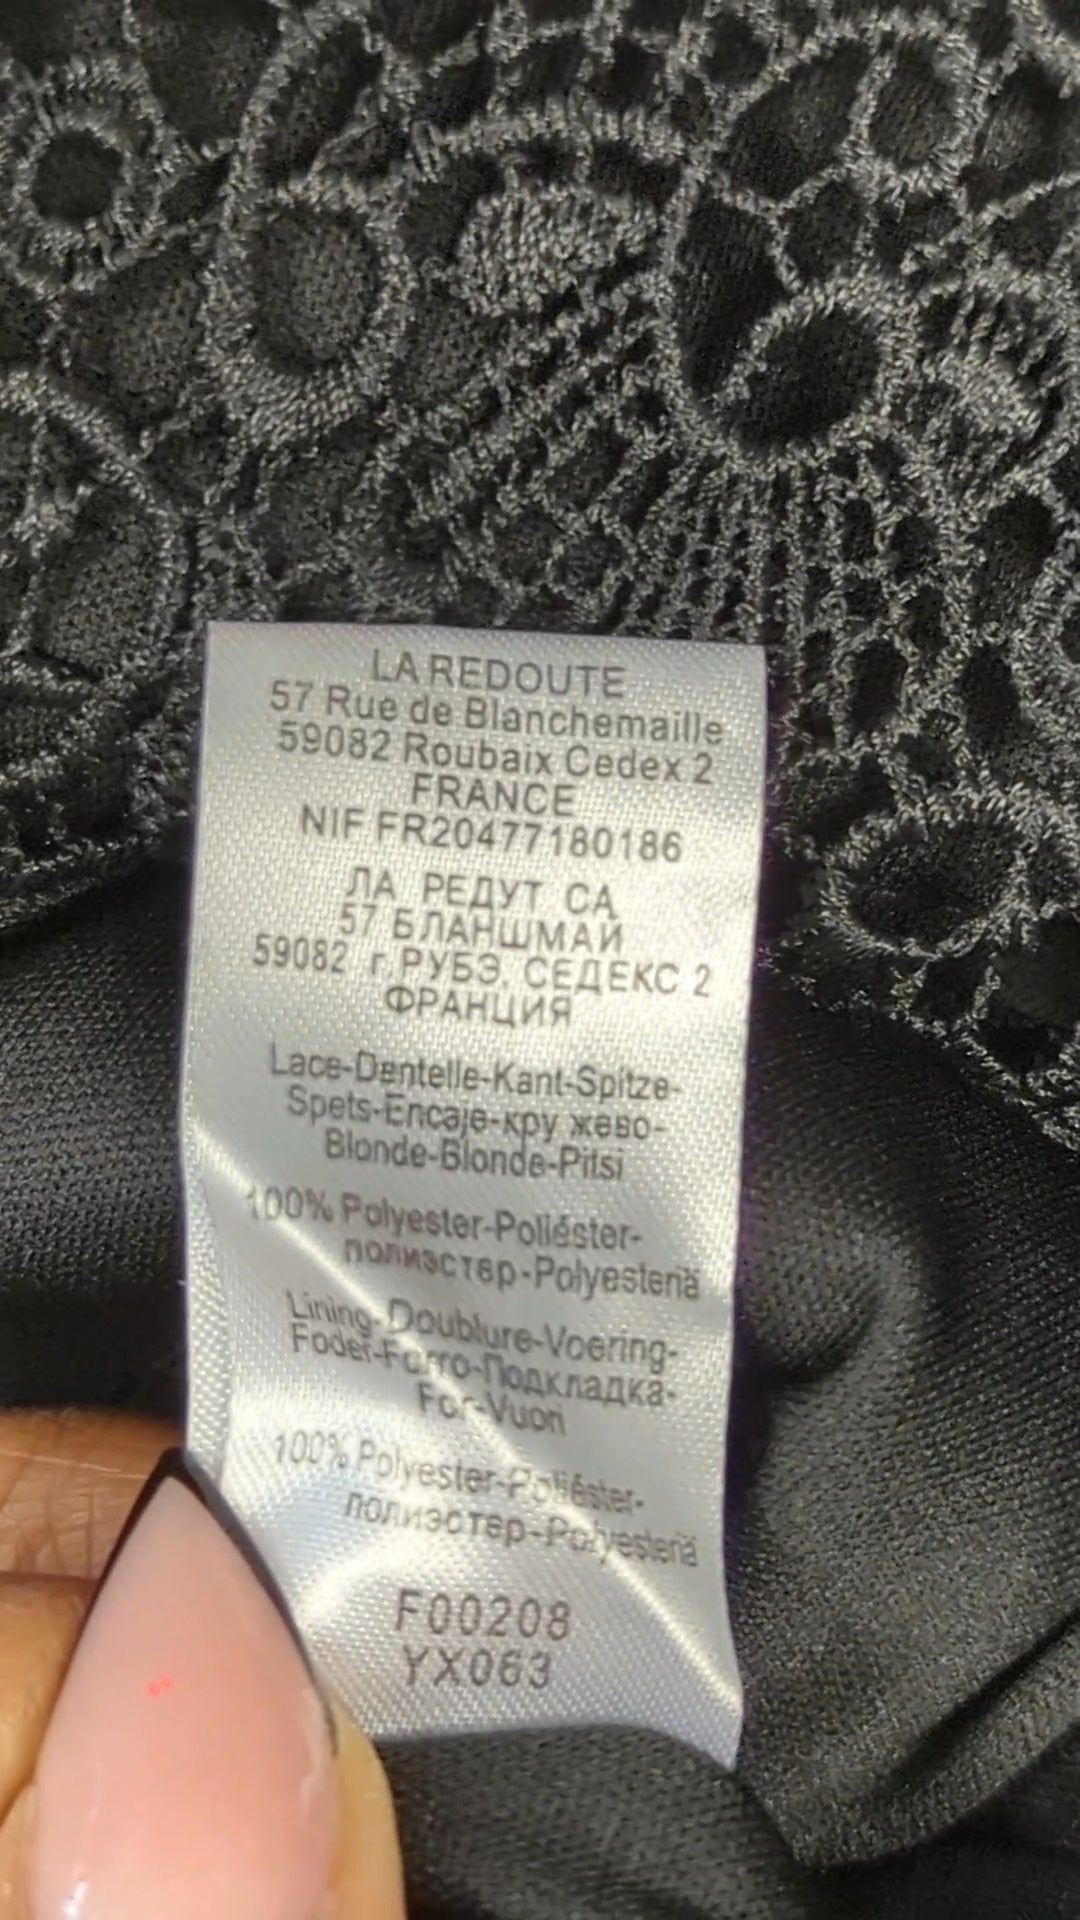 LA REDOUTE
57 Rue de Blanchemaille
59082 Roubaix Cedex 2
FRANCE
NIF FR20477180186
ЛА РЕДУТ СА
57 БЛАНШМАЙ
59082 г. РУБЭ, СЕДЕКС 2
ФРАНЦИЯ
Lace-Dentelle-Kant-Spitze-
Spets-Encaje-кру жево-
Blonde-Blonde-Pitsi
100% Polyester-Poliéster-
полиэстер-Polyesteriä
Lining-Doublure-Voering-
Foder-Forro-Подкладка-
For-Vuori
100% Polyester-Poliéster-
полиэстер-Polyesteriä
F00208
YX063